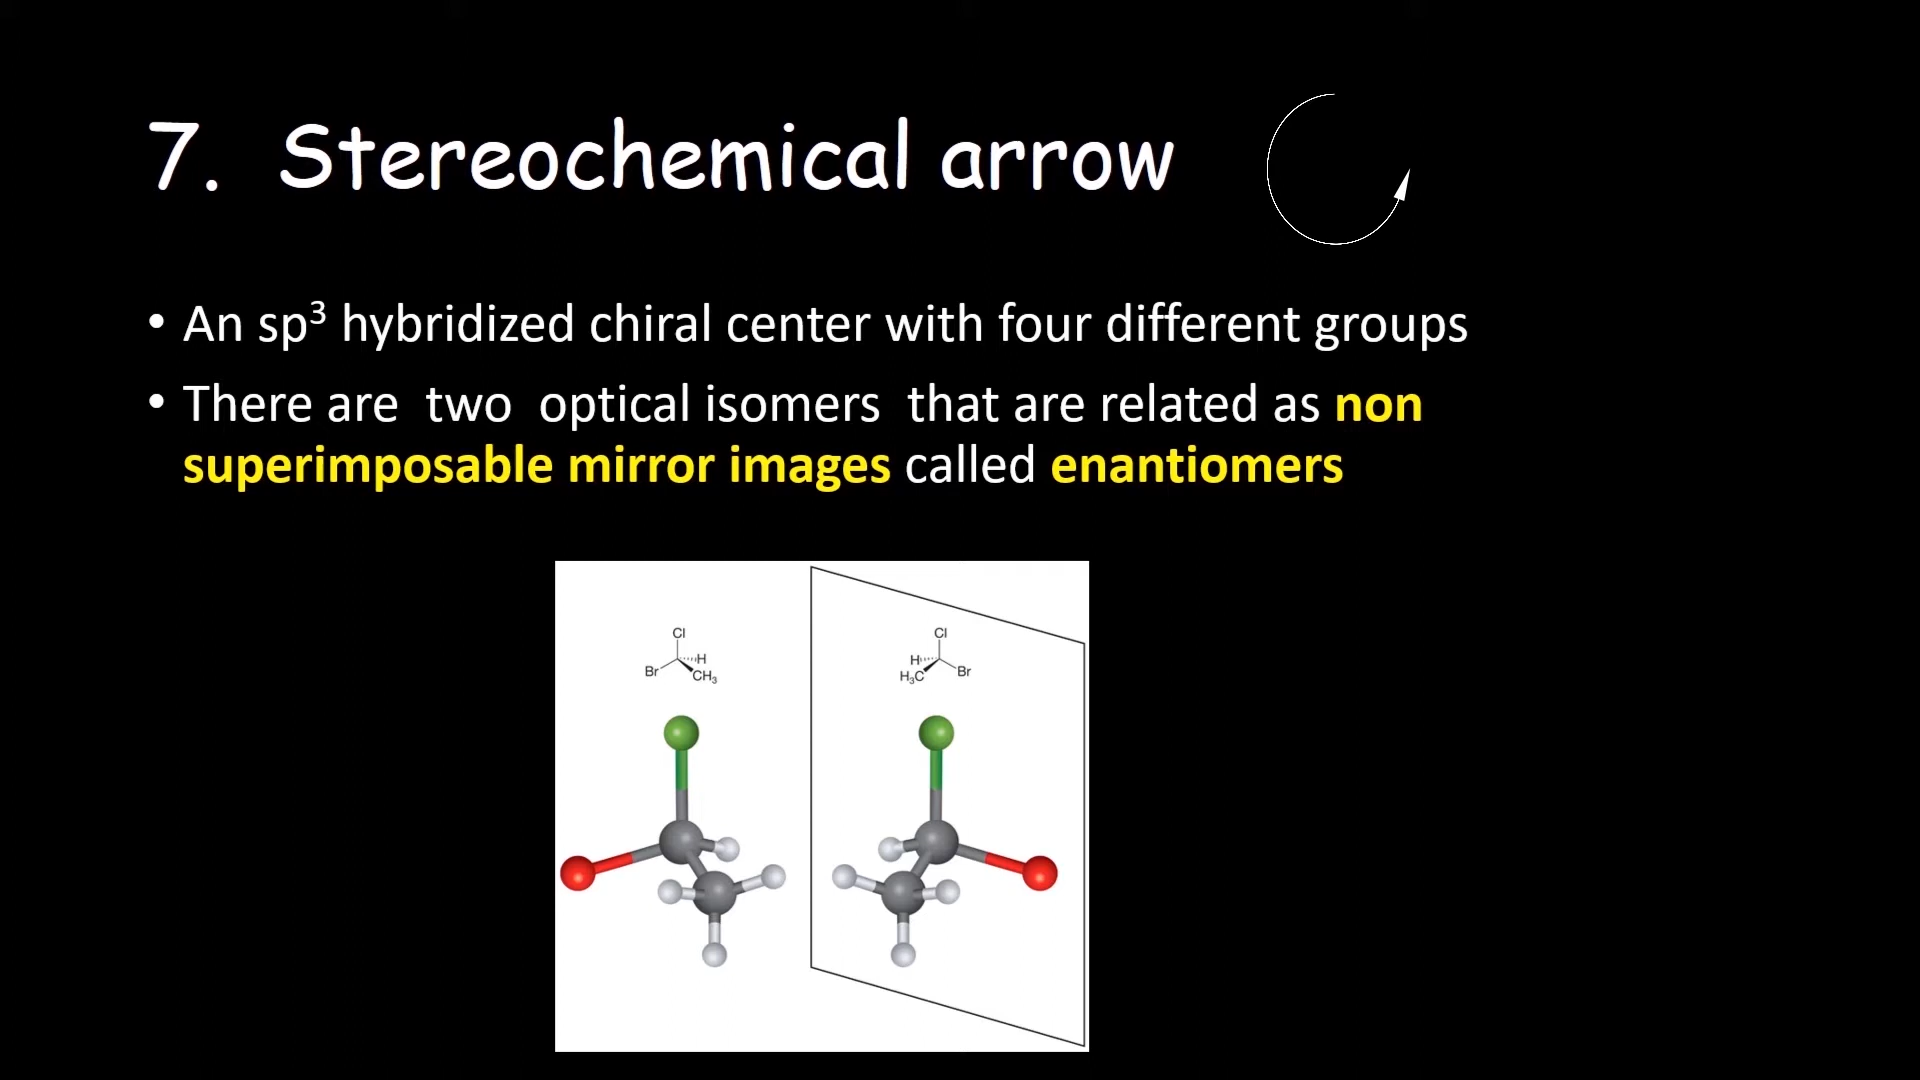 7. Stereochemical arrow
• An sp³ hybridized chiral center with four different groups
• There are two optical isomers that are related as non
superimposable mirror images called enantiomers
Cl
H
Br
CH₃
Cl
H
H₃C
Br